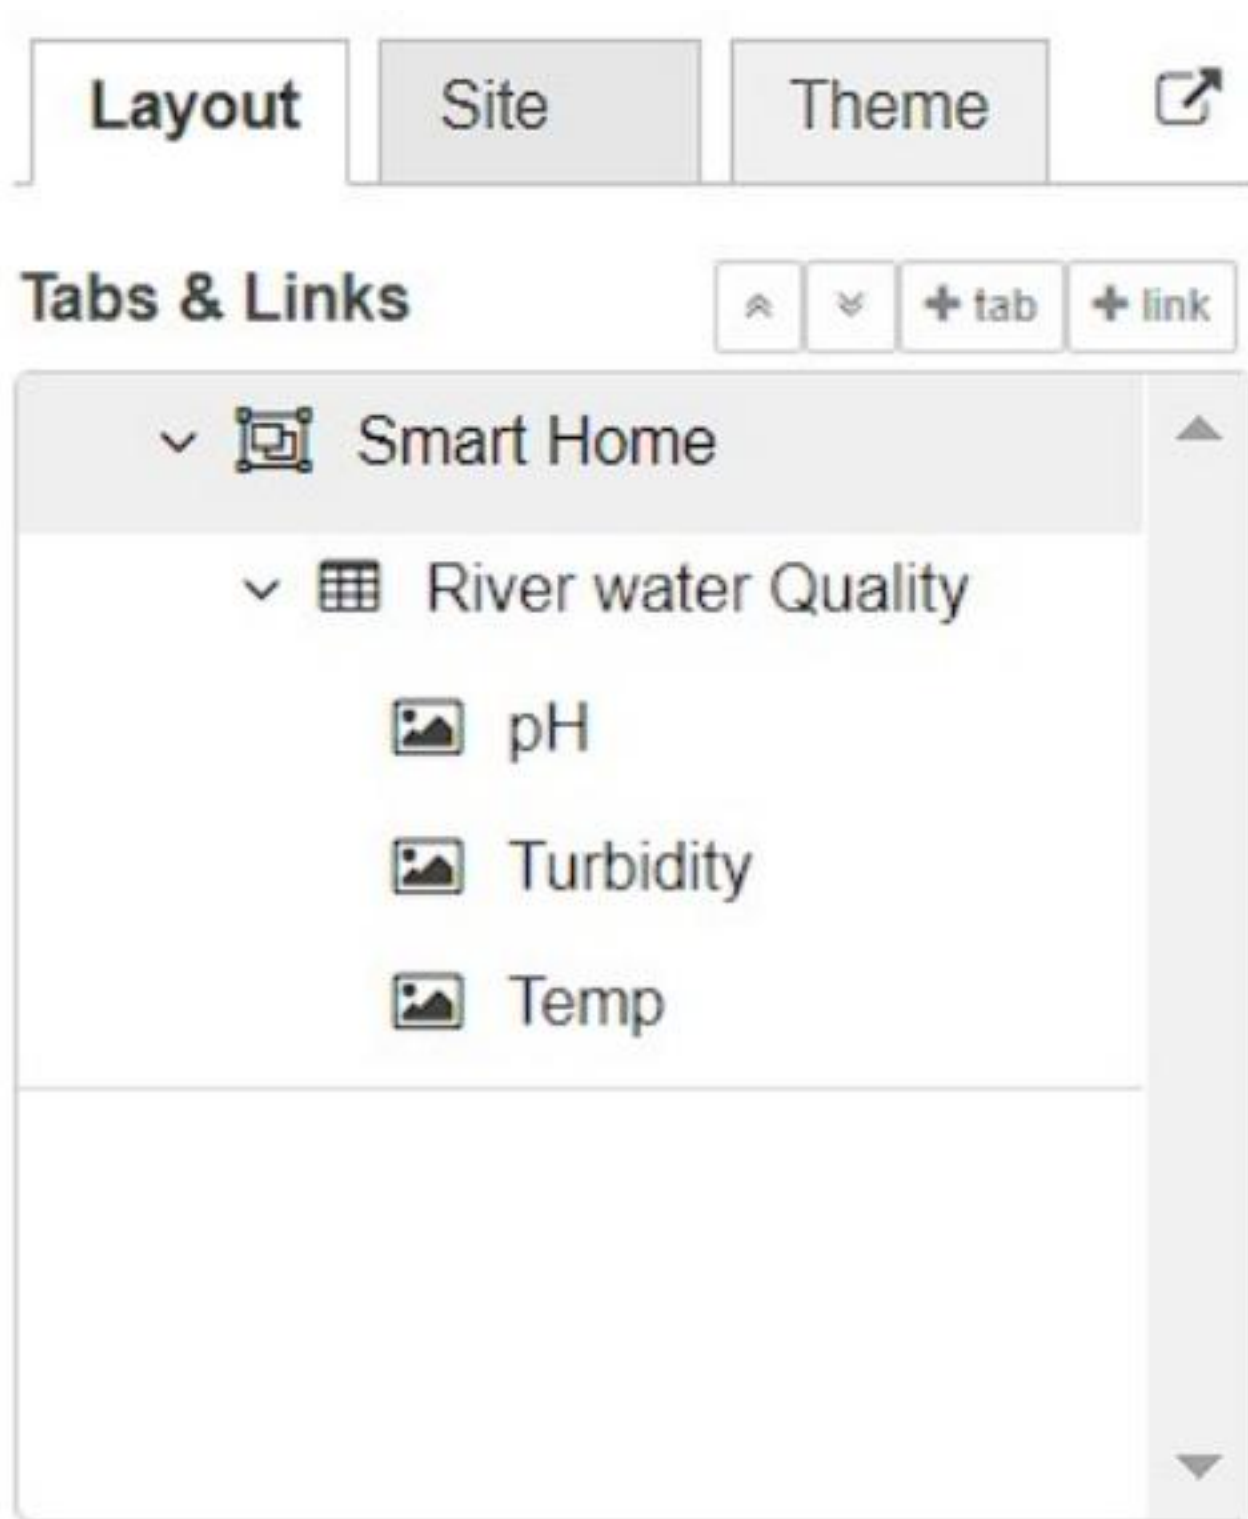 Layout Site Theme
Tabs & Links + tab + link
Smart Home
River water Quality
pH
Turbidity
Temp